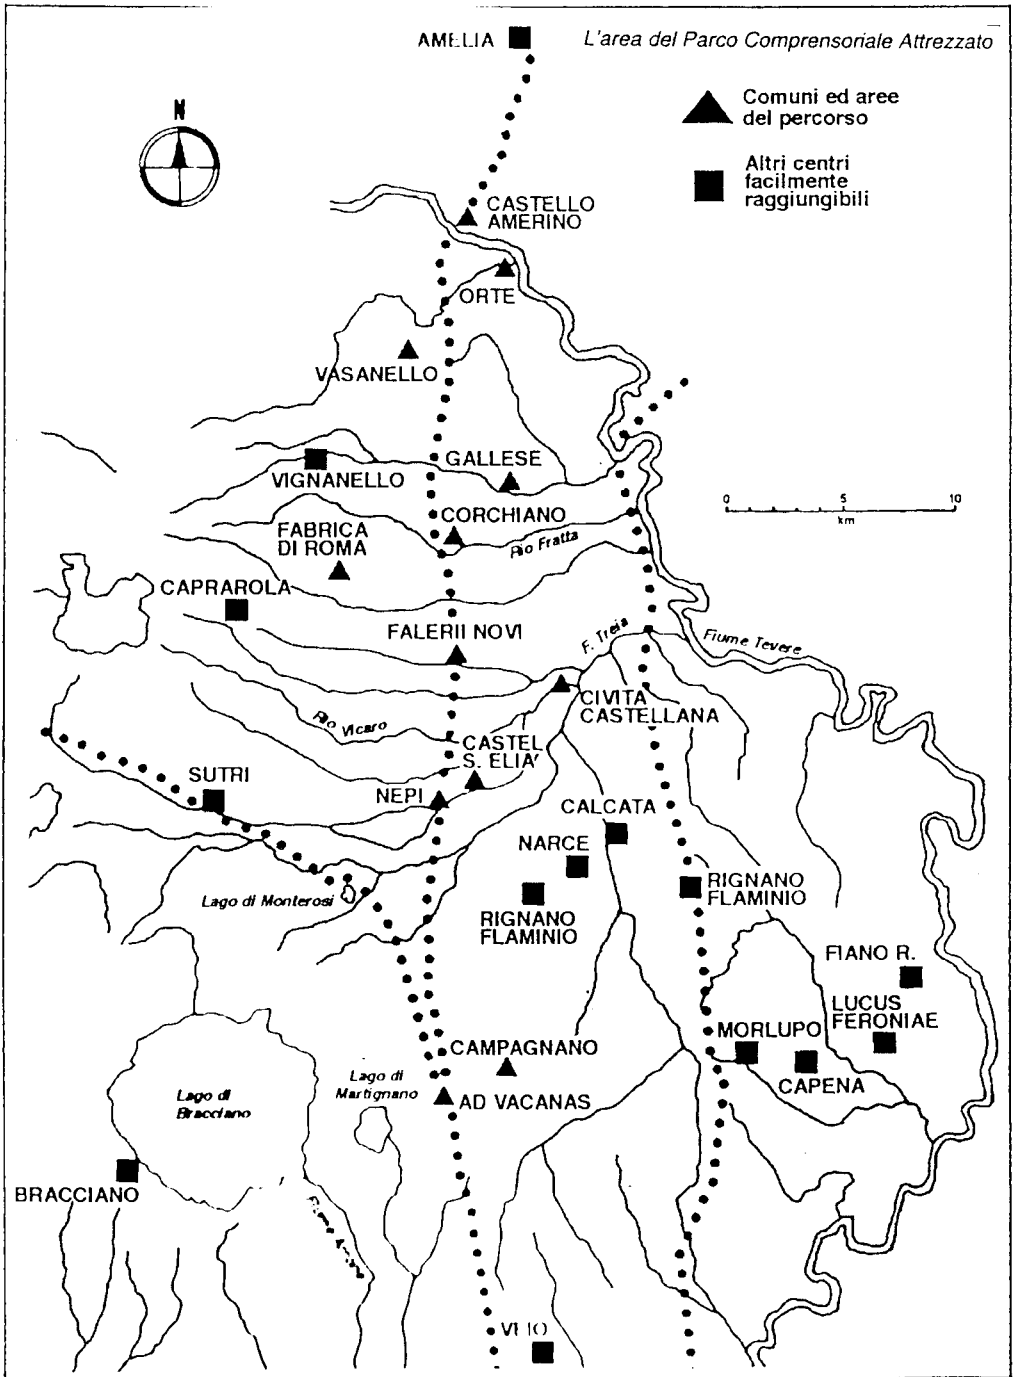 AMELIA
L'area del Parco Comprensoriale Attrezzato
N
Comuni ed aree
del percorso
Altri centri
facilmente
raggiungibili
CASTELLO
AMERINO
ORTE
VASANELLO
GALLESE
VIGNANELLO
0 5 10
km
CORCHIANO
FABRICA
DI ROMA
Rio Fratta
CAPRAROLA
FALERII NOVI
F. Treia
Fiume Tevere
CIVITA
CASTELLANA
Rio Vicaro
CASTEL
S. ELIA
SUTRI
NEPI
CALCATA
NARCE
RIGNANO
FLAMINIO
Lago di Monterosi
RIGNANO
FLAMINIO
FIANO R.
LUCUS
FERONIAE
MORLUPO
CAMPAGNANO
CAPENA
Lago di
Martignano
Lago di
Bracciano
AD VACANAS
BRACCIANO
VEIO